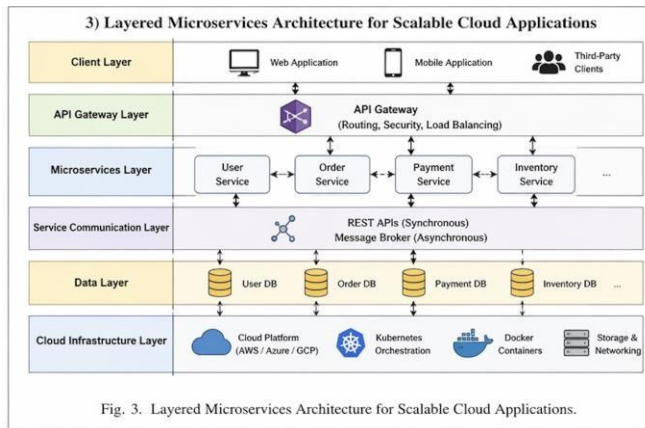 3) Layered Microservices Architecture for Scalable Cloud Applications
Client Layer
Web Application
Mobile Application
Third-Party
Clients
API Gateway Layer
API Gateway
(Routing, Security, Load Balancing)
Microservices Layer
User
Service
Order
Service
Payment
Service
Inventory
Service
...
Service Communication Layer
REST APIs (Synchronous)
Message Broker (Asynchronous)
Data Layer
User DB
Order DB
Payment DB
Inventory DB
...
Cloud Infrastructure Layer
Cloud Platform
(AWS / Azure / GCP)
Kubernetes
Orchestration
Docker
Containers
Storage &
Networking
Fig. 3. Layered Microservices Architecture for Scalable Cloud Applications.